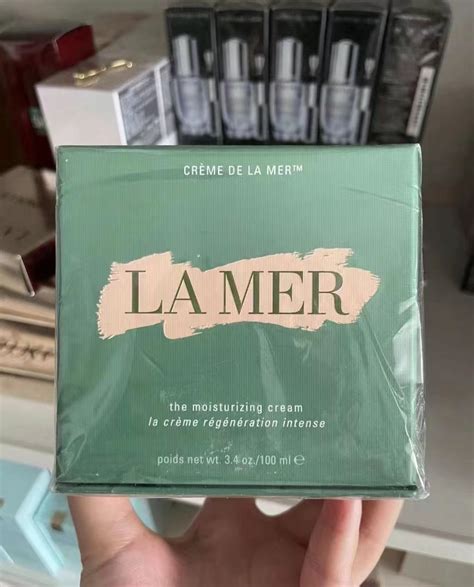 CRÈME DE LA MER™
LA MER
the moisturizing cream
la crème régénération intense
poids net wt. 3.4 oz./100 ml ℮